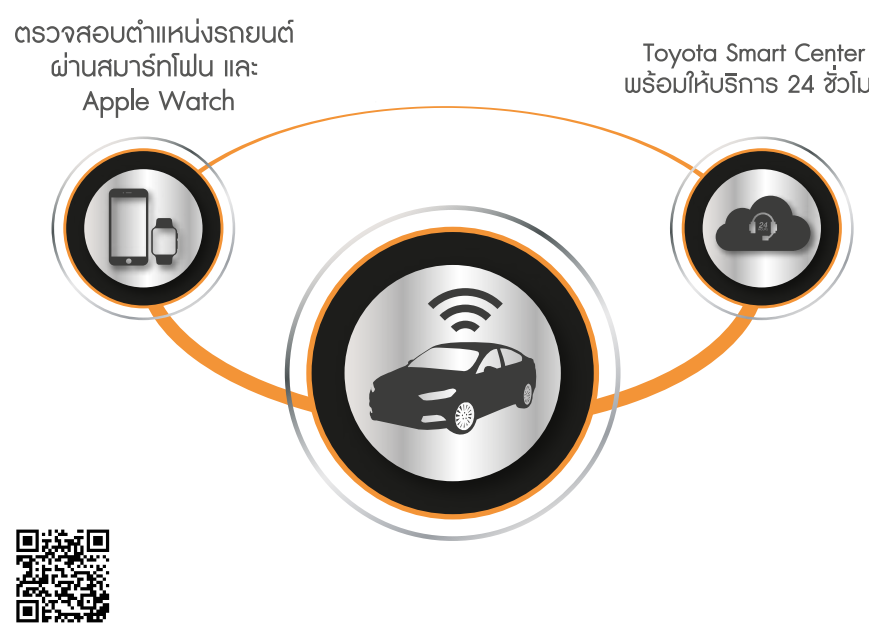 ตรวจสอบตำแหน่งรถยนต์
ผ่านสมาร์ทโฟน และ
Apple Watch
Toyota Smart Center
พร้อมให้บริการ 24 ชั่วโม
24